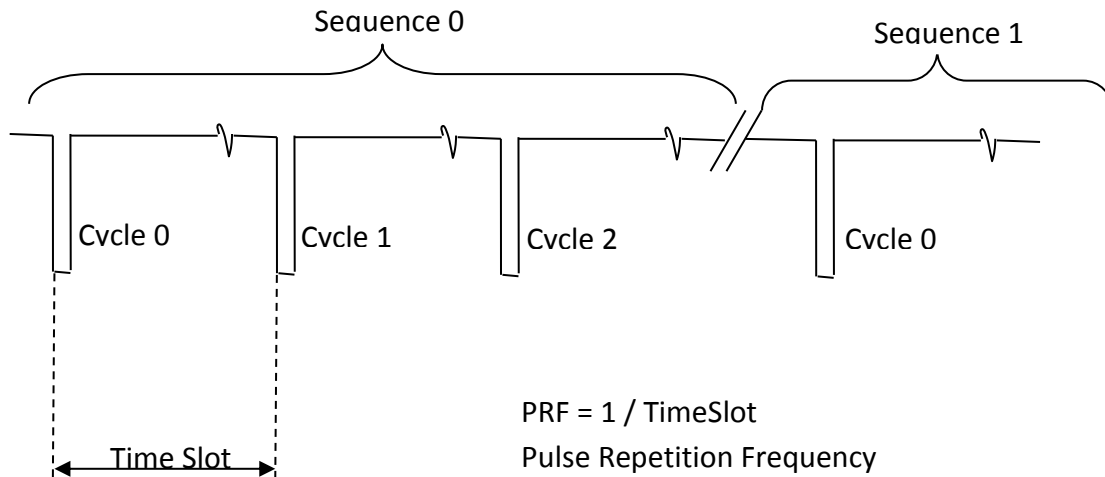 Sequence 0
Sequence 1
Cycle 0
Cycle 1
Cycle 2
Cycle 0
PRF = 1 / TimeSlot
Time Slot
Pulse Repetition Frequency